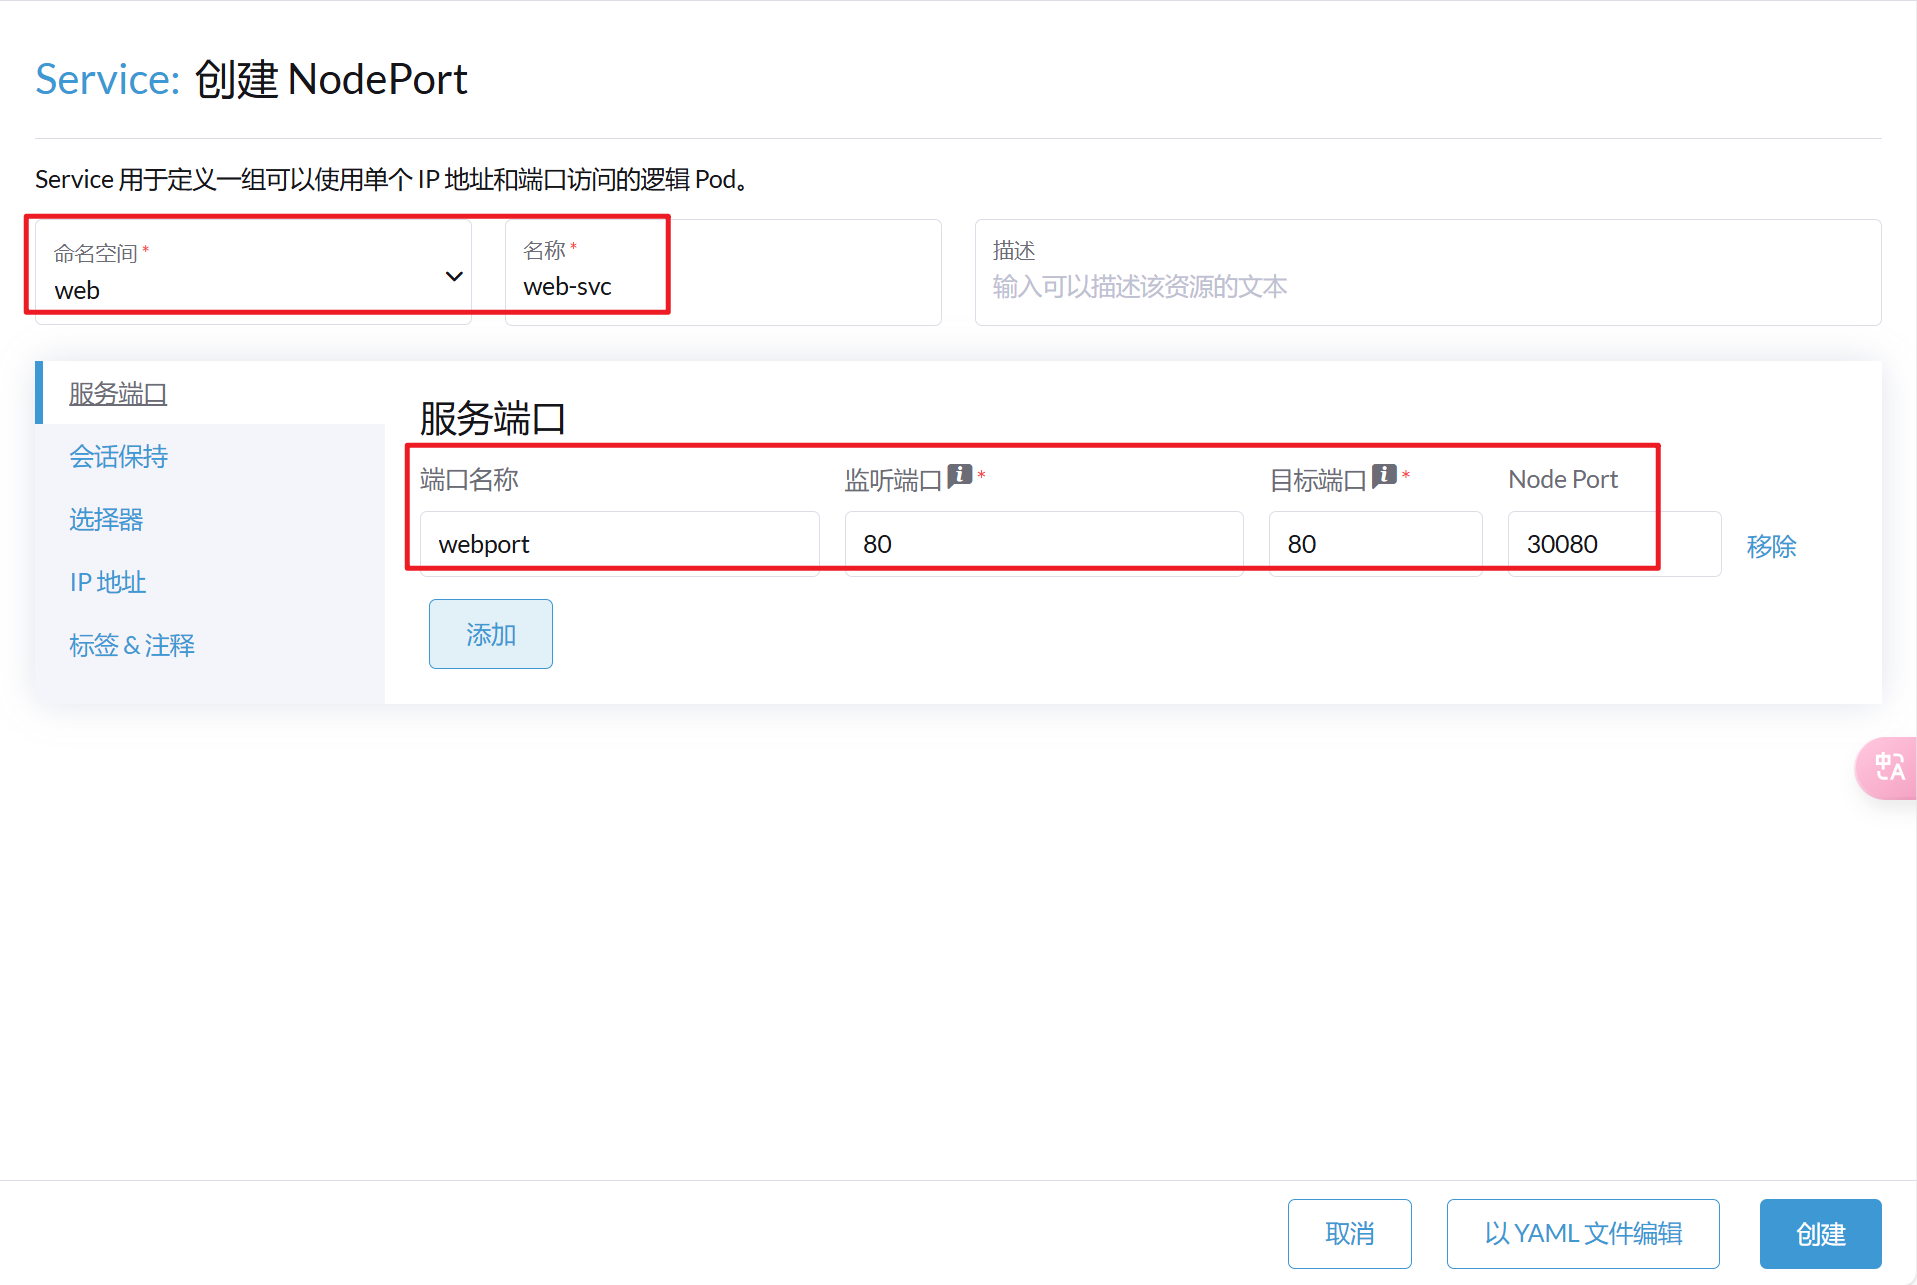 Service: 创建 NodePort
Service 用于定义一组可以使用单个 IP 地址和端口访问的逻辑 Pod。
命名空间 * 名称 * 描述
web web-svc 输入可以描述该资源的文本
服务端口
会话保持
选择器
IP 地址
标签 & 注释
服务端口
端口名称 监听端口 * 目标端口 * Node Port
webport 80 80 30080 移除
添加
中A
取消 以 YAML 文件编辑 创建